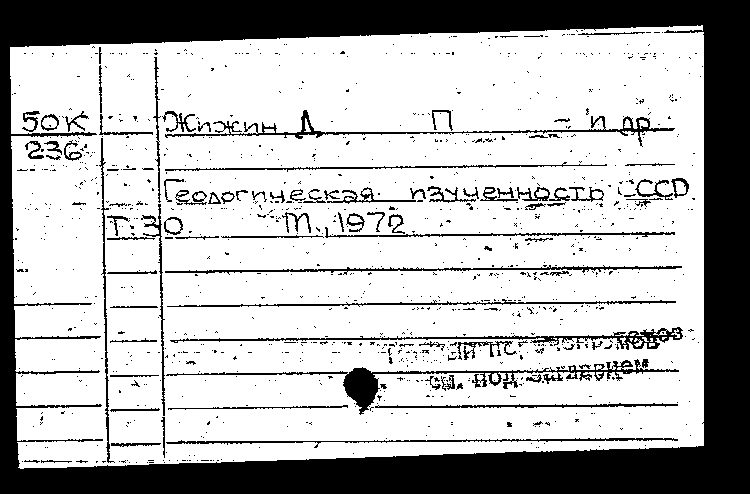 50К Жижин, Д П - и др.
236
Геологическая изученность СССР
Т. 30. М., 1972
см. под заглавием